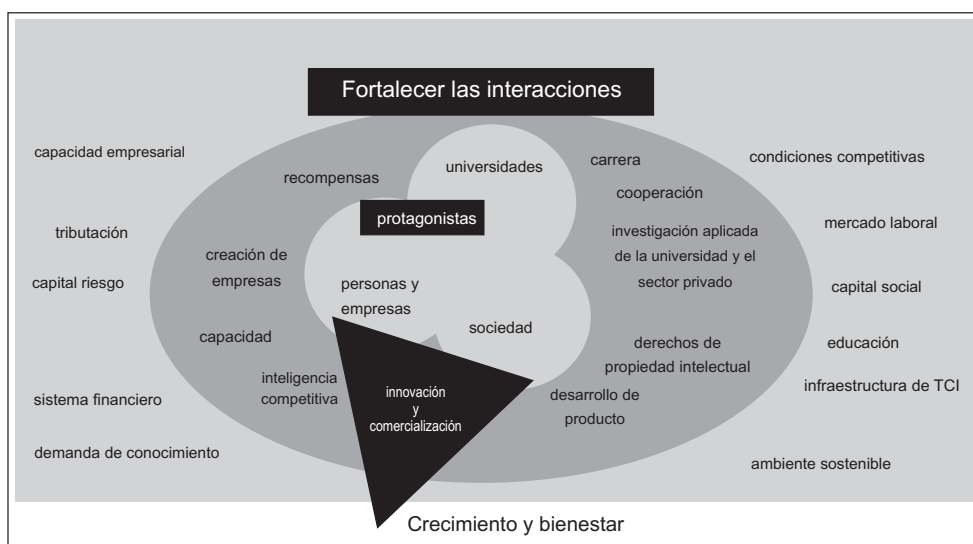 Fortalecer las interacciones
capacidad empresarial
recompensas
universidades
carrera
condiciones competitivas
cooperación
protagonistas
tributación
mercado laboral
creación de
empresas
investigación aplicada
de la universidad y el
sector privado
capital riesgo
personas y
empresas
capital social
capacidad
sociedad
derechos de
propiedad intelectual
educación
inteligencia
competitiva
innovación
y
comercialización
desarrollo de
producto
infraestructura de TCI
sistema financiero
demanda de conocimiento
ambiente sostenible
Crecimiento y bienestar